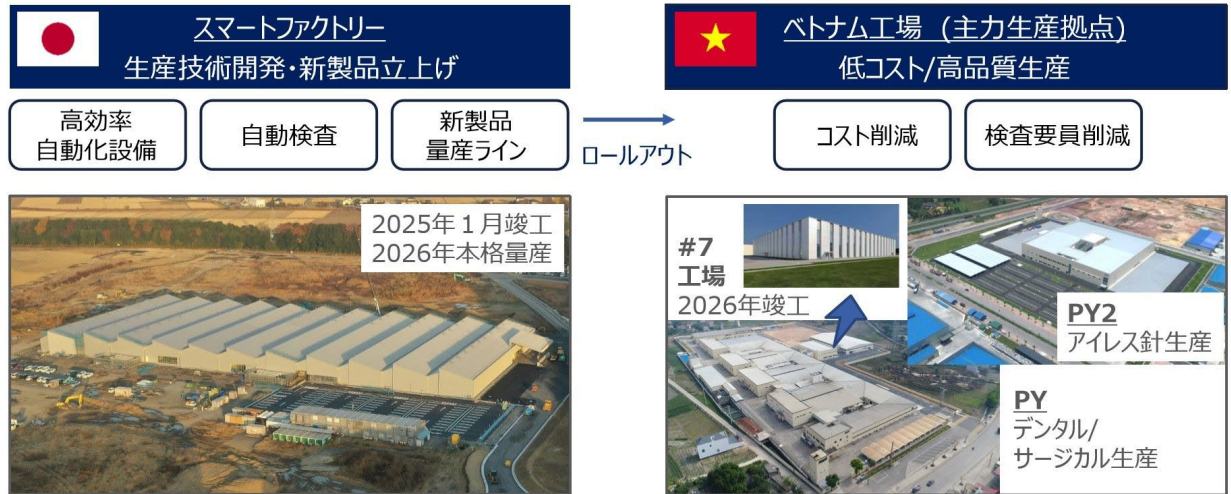 スマートファクトリー
生産技術開発・新製品立上げ
高効率
自動化設備
自動検査
新製品
量産ライン
ロールアウト
ベトナム工場 (主力生産拠点)
低コスト/高品質生産
コスト削減
検査要員削減
2025年1月竣工
2026年本格量産
#7
工場
2026年竣工
PY2
アイレス針生産
PY
デンタル/
サージカル生産